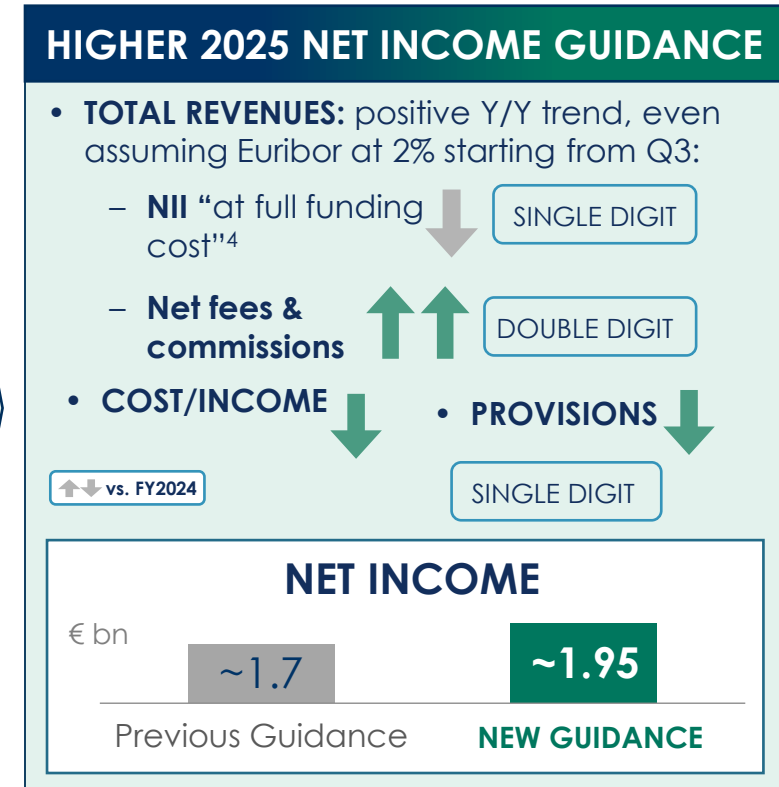 HIGHER 2025 NET INCOME GUIDANCE
• TOTAL REVENUES: positive Y/Y trend, even
assuming Euribor at 2% starting from Q3:
– NII “at full funding
cost”4
SINGLE DIGIT
– Net fees &
commissions
DOUBLE DIGIT
• COST/INCOME
• PROVISIONS
vs. FY2024
SINGLE DIGIT
NET INCOME
€ bn
~1.7
~1.95
Previous Guidance
NEW GUIDANCE